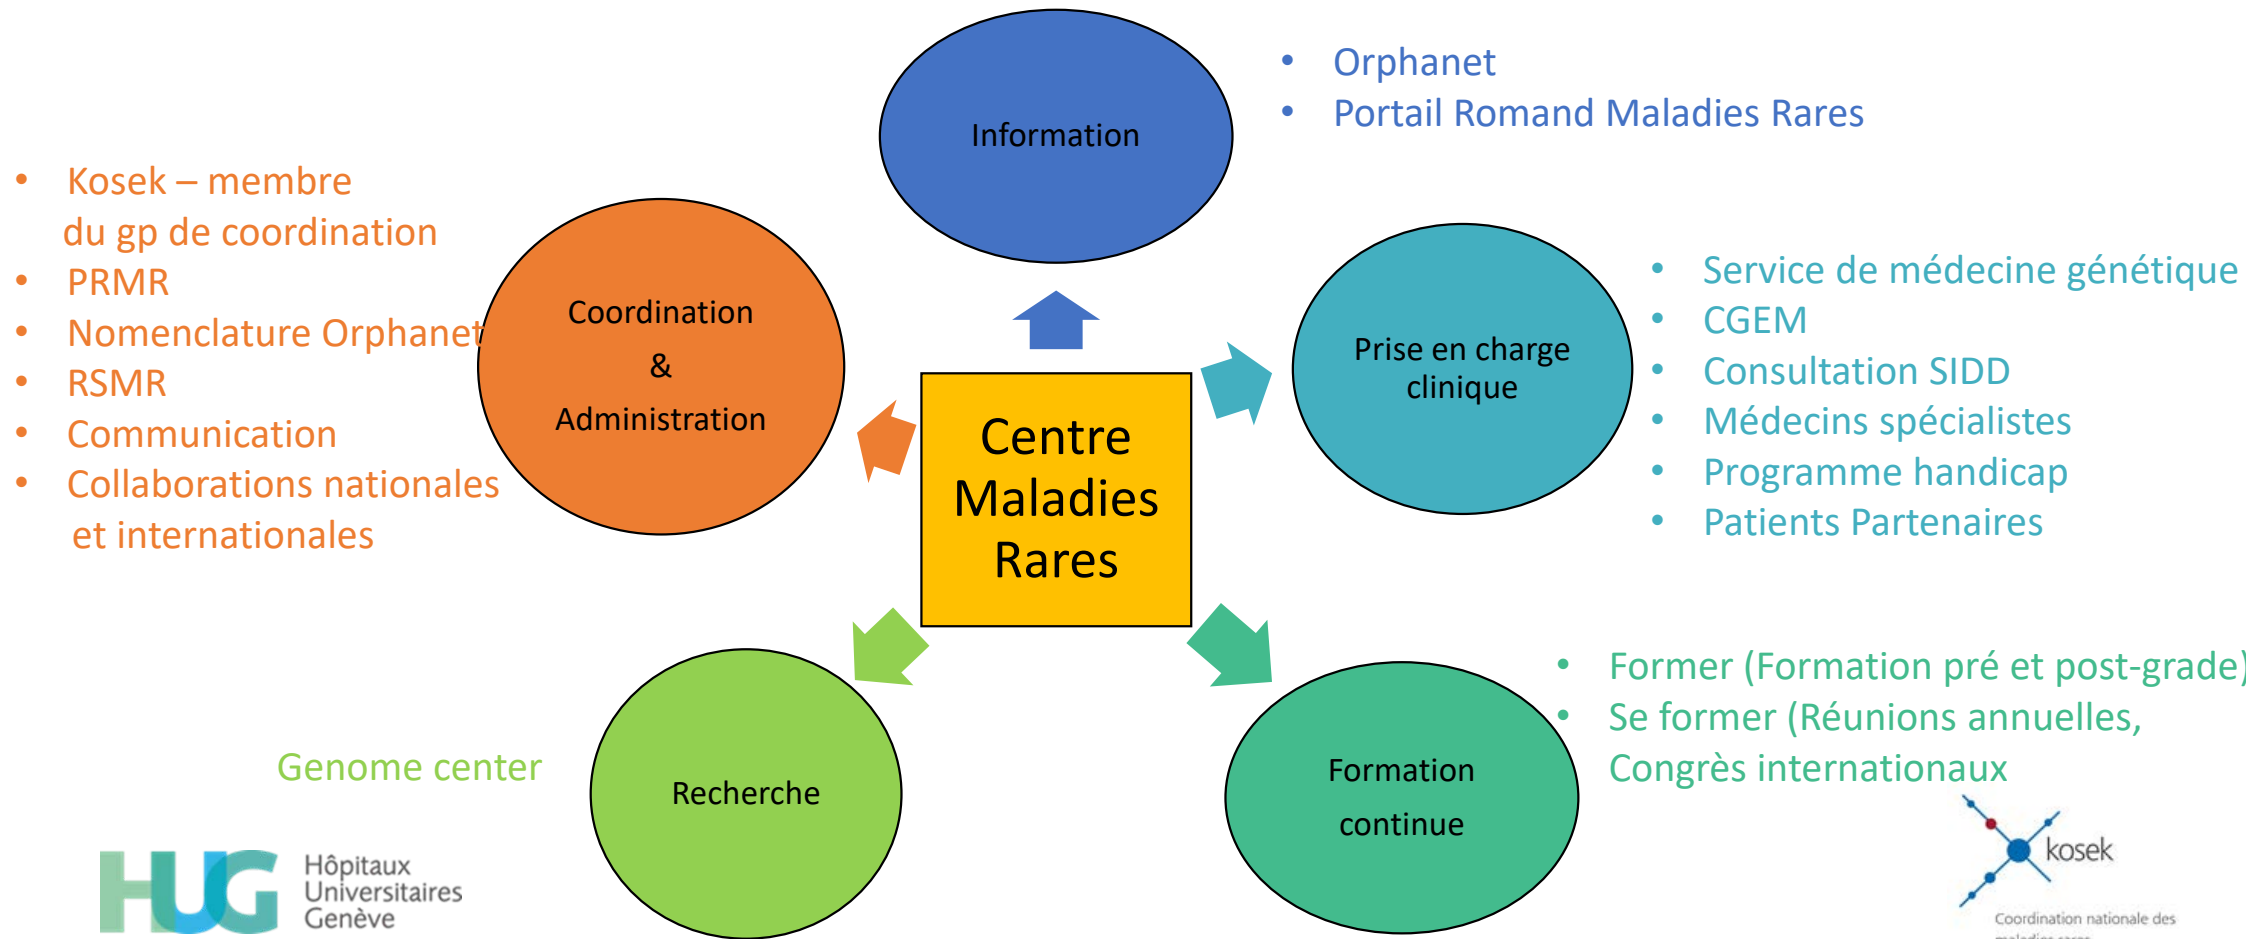 Information
• Orphanet
• Portail Romand Maladies Rares
• Kosek – membre
du gp de coordination
• PRMR
• Nomenclature Orphanet
• RSMR
• Communication
• Collaborations nationales
et internationales
Coordination
&
Administration
Prise en charge
clinique
• Service de médecine génétique
• CGEM
• Consultation SIDD
• Médecins spécialistes
• Programme handicap
• Patients Partenaires
Centre
Maladies
Rares
Genome center
Recherche
Formation
continue
• Former (Formation pré et post-grade)
• Se former (Réunions annuelles,
Congrès internationaux
HUG
Hôpitaux
Universitaires
Genève
kosek
Coordination nationale des
maladies rares